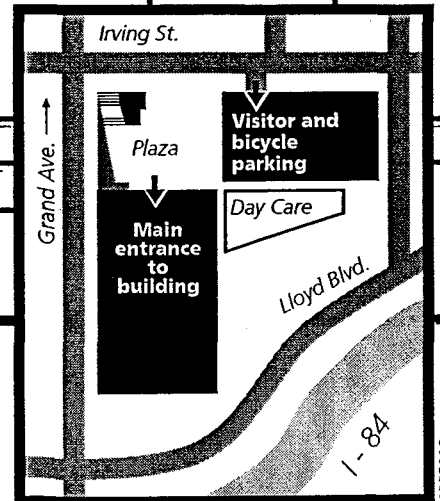 Irving St.
Grand Ave.
Plaza
Visitor and
bicycle
parking
Day Care
Main
entrance
to
building
Lloyd Blvd.
I - 84